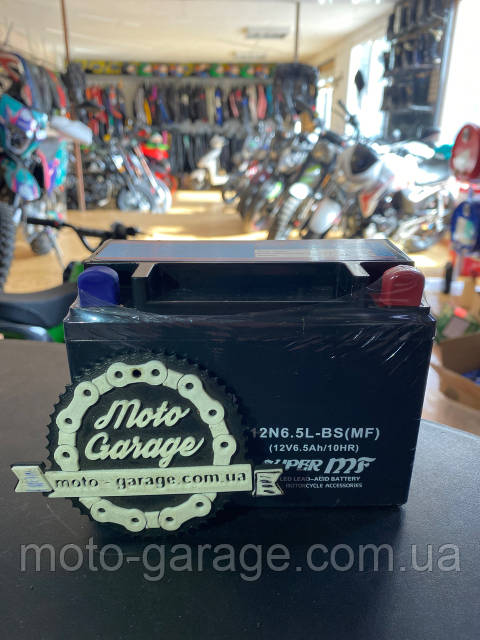 12N6.5L-BS(MF)
(12V6.5Ah/10HR)
SUPER MF
LEAD-ACID BATTERY
MOTORCYCLE ACCESSORIES
Moto
Garage
moto - garage.com.ua
moto-garage.com.ua